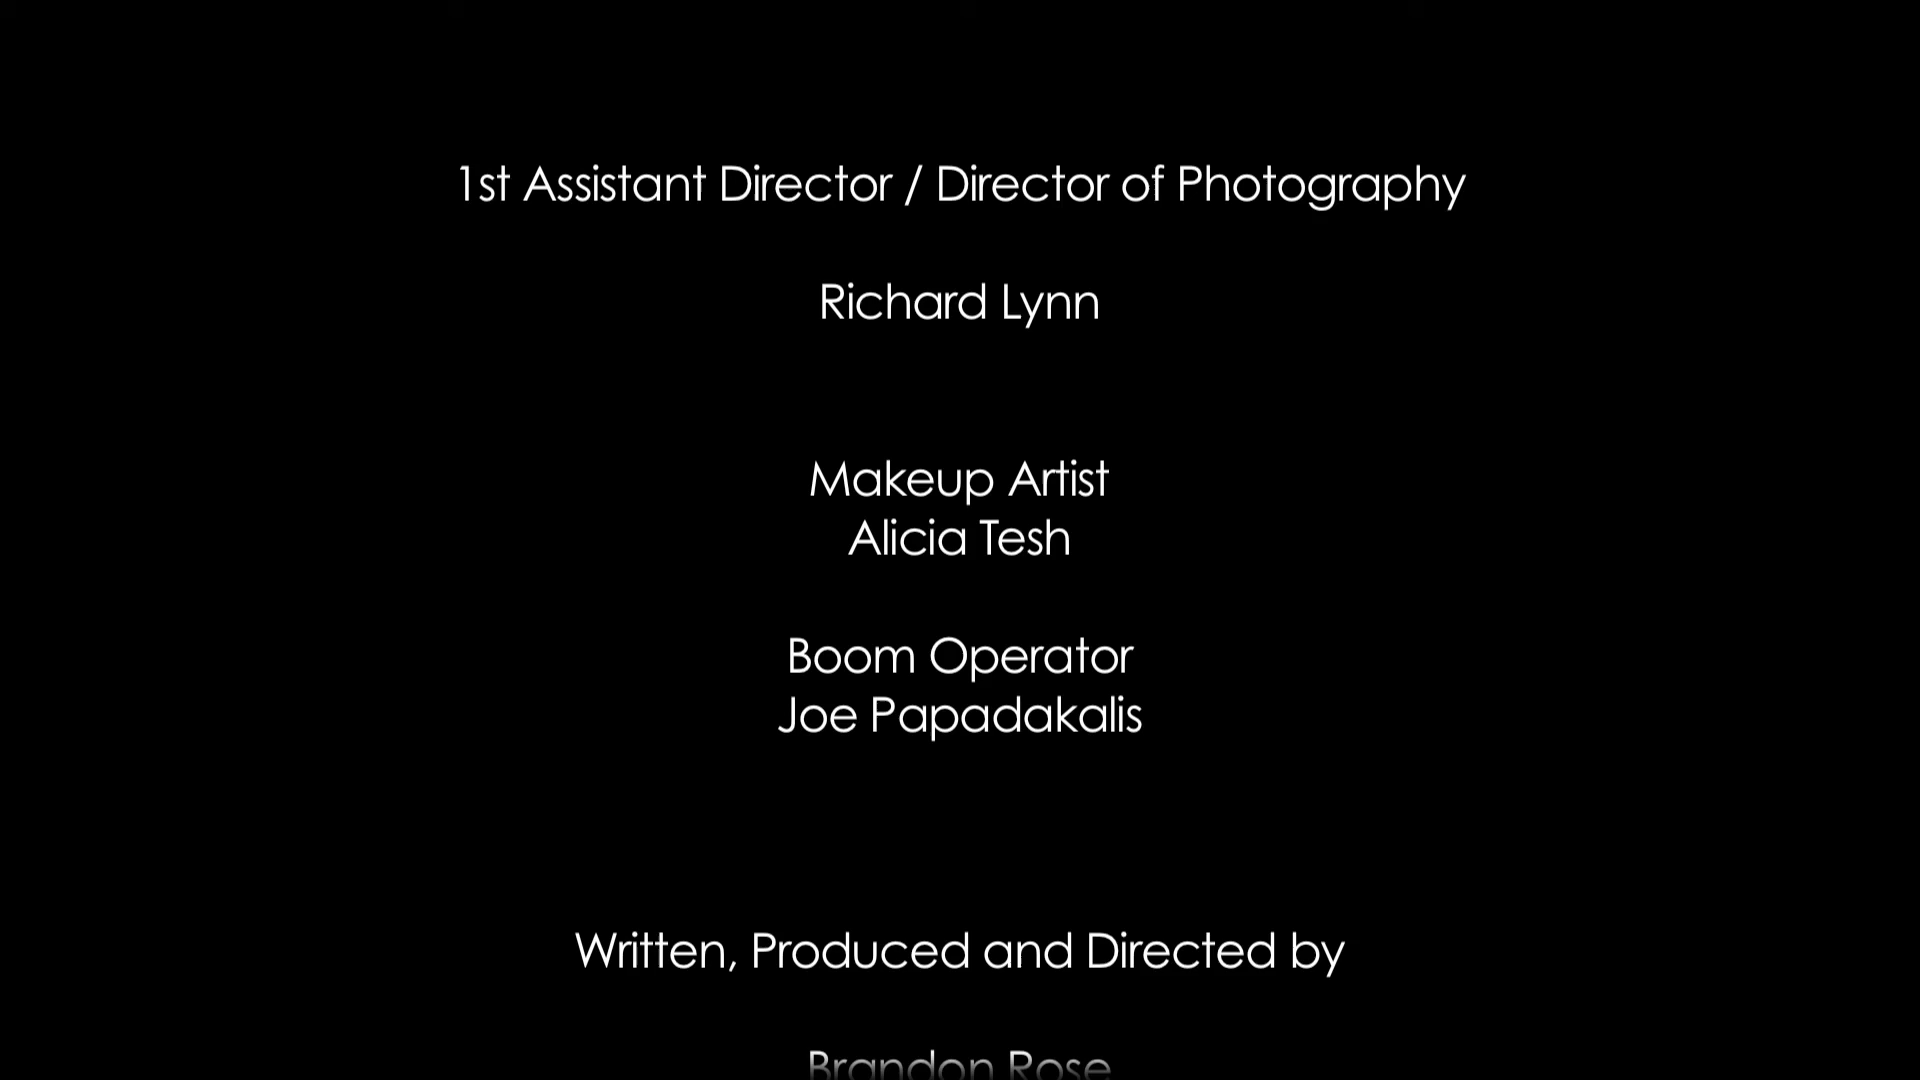 1st Assistant Director / Director of Photography
Richard Lynn
Makeup Artist
Alicia Tesh
Boom Operator
Joe Papadakalis
Written, Produced and Directed by
Brandon Rose